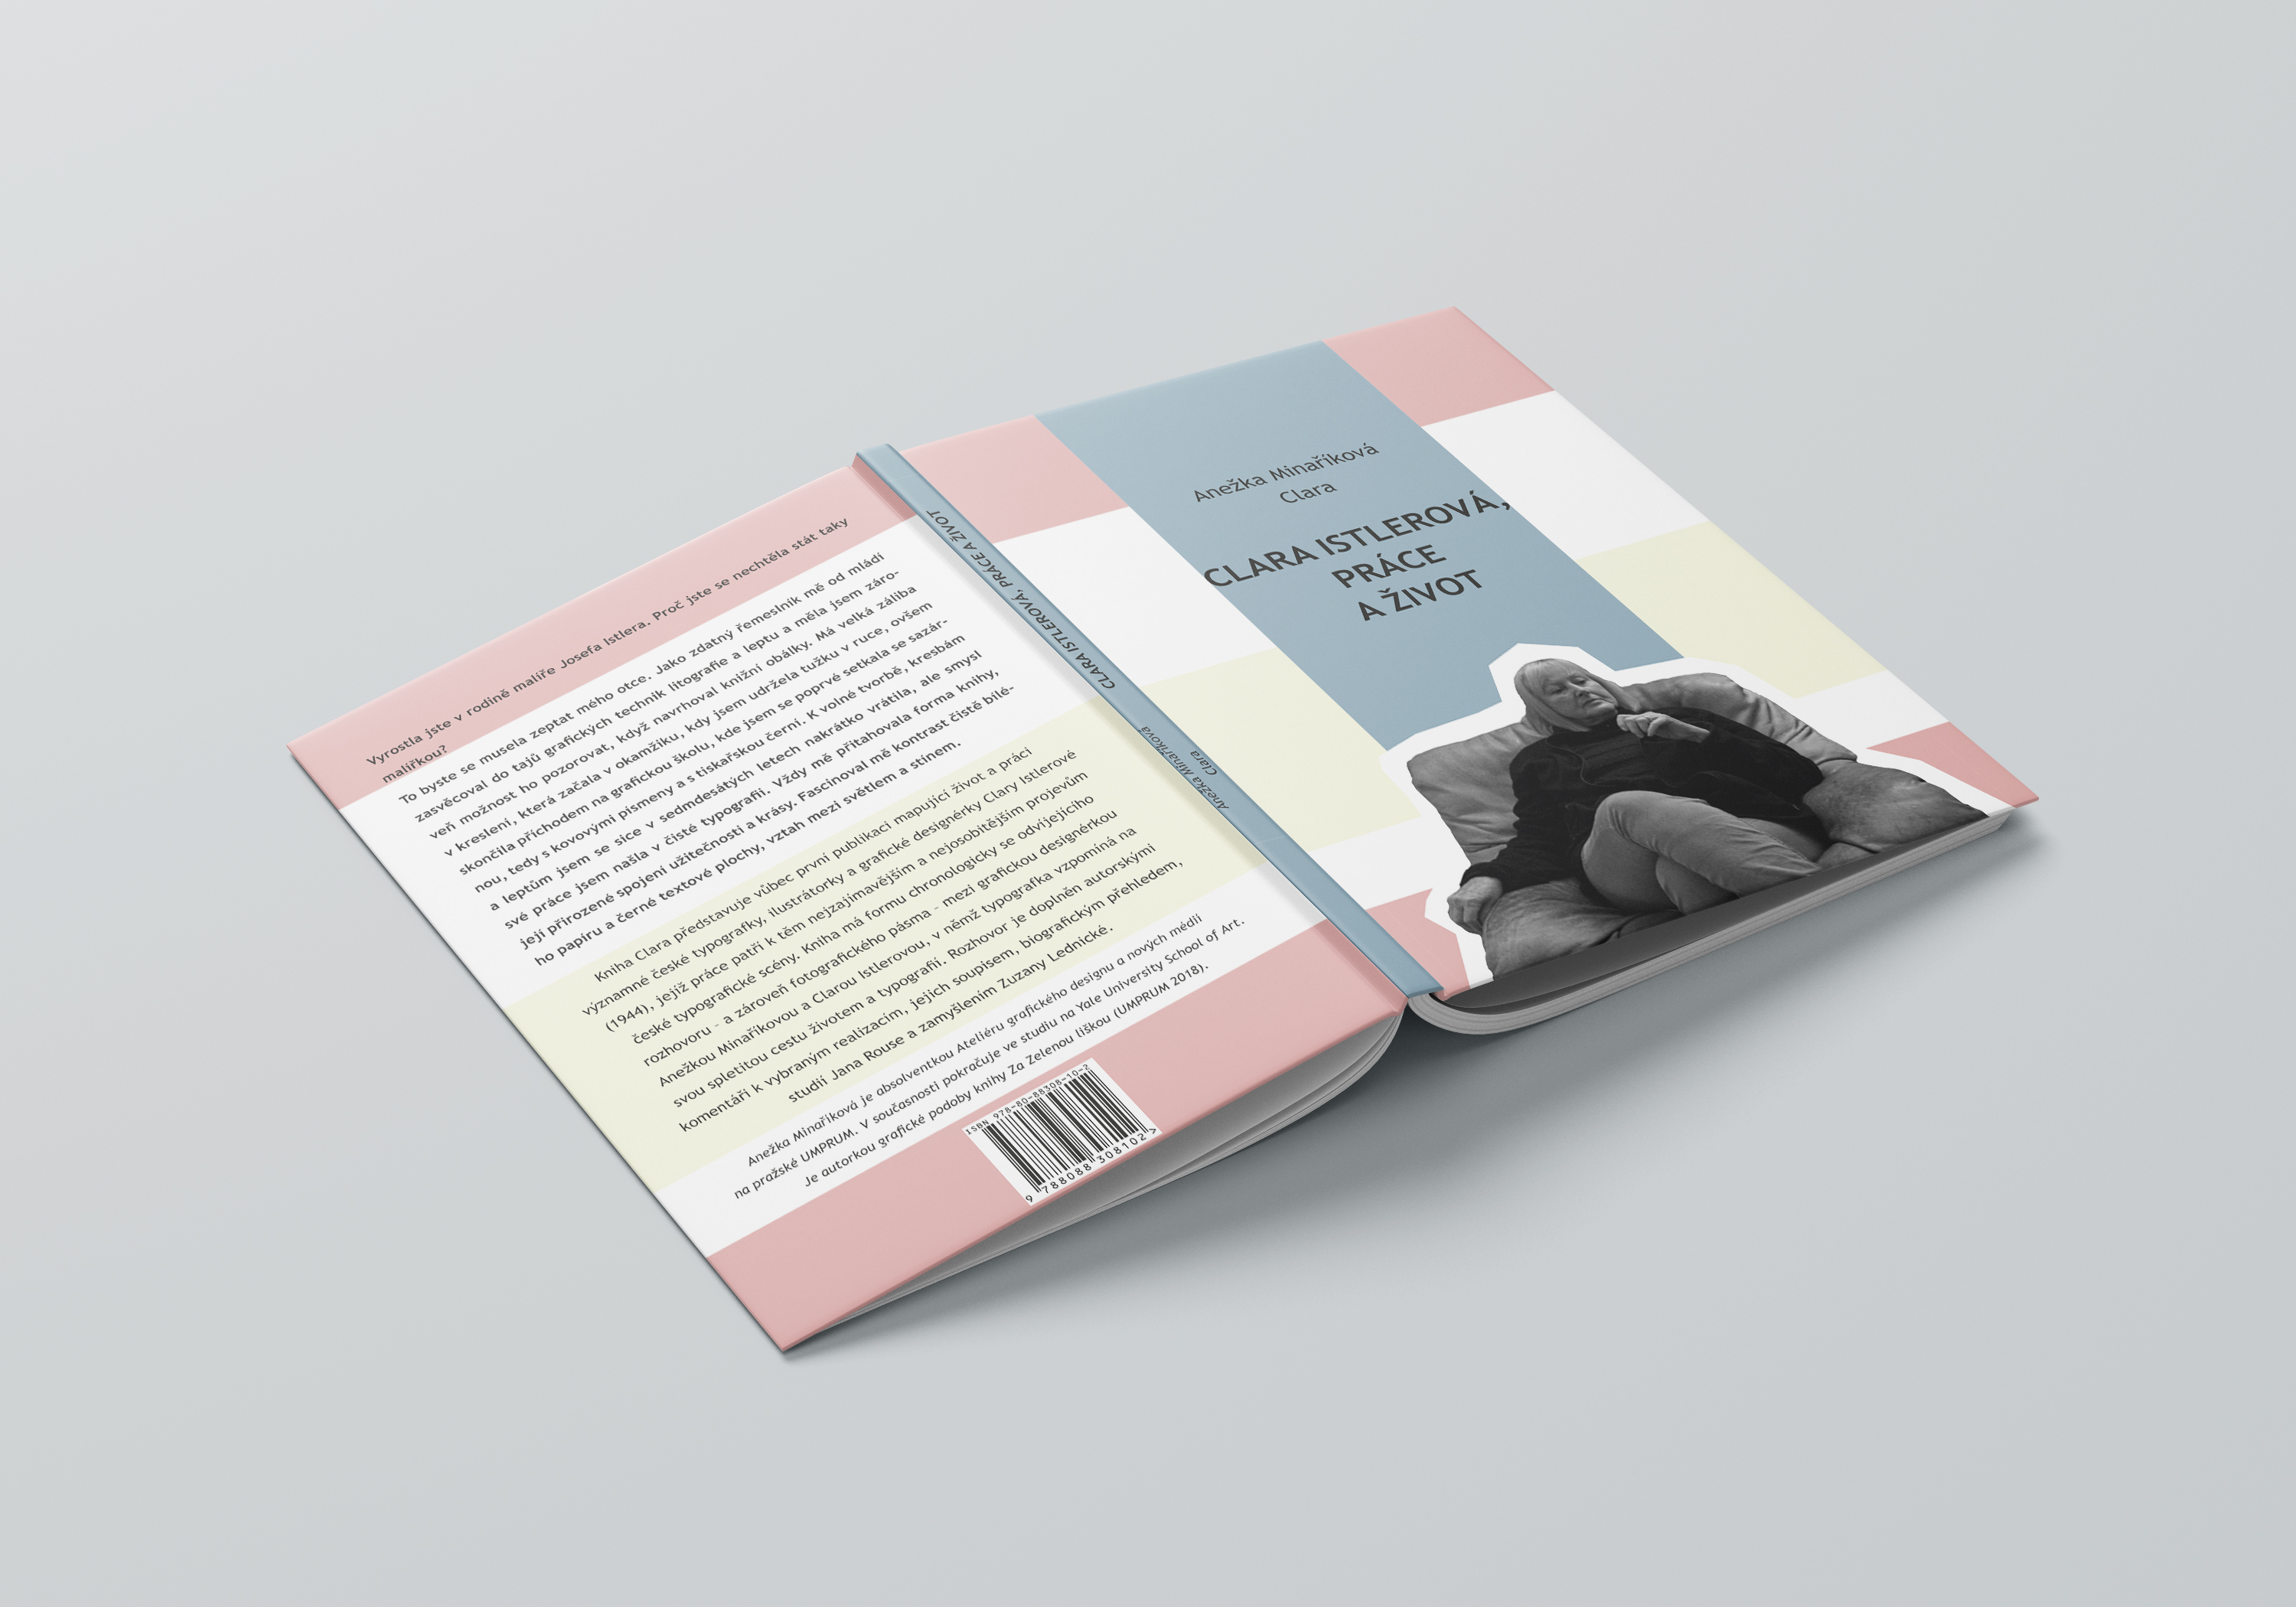 Vyrostla jste v rodině malíře Josefa Istlera. Proč jste se nechtěla stát taky
malířkou?
To byste se musela zeptat mého otce. Jako zdatný řemeslník mě od mládí
zasvěcoval do tajů grafických technik litografie a leptu a měla jsem záro-
veň možnost ho pozorovat, když navrhoval knižní obálky. Má velká záliba
v kreslení, která začala v okamžiku, kdy jsem udržela tužku v ruce, ovšem
skončila příchodem na grafickou školu, kde jsem se poprvé setkala se sazár-
nou, tedy s kovovými písmeny a s tiskařskou černí. K volné tvorbě, kresbám
a leptům jsem se sice v sedmdesátých letech nakrátko vrátila, ale smysl
své práce jsem našla v čisté typografii. Vždy mě přitahovala forma knihy,
její přirozené spojení užitečnosti a krásy. Fascinoval mě kontrast čistě bílé-
ho papíru a černé textové plochy, vztah mezi světlem a stínem.
Kniha Clara představuje vůbec první publikaci mapující život a práci
významné české typografky, ilustrátorky a grafické designérky Clary Istlerové
(1944), jejíž práce patří k těm nejzajímavějším a nejosobitějším projevům
české typografické scény. Kniha má formu chronologicky se odvíjejícího
rozhovoru - a zároveň fotografického pásma - mezi grafickou designérkou
Anežkou Minaříkovou a Clarou Istlerovou, v němž typografka vzpomíná na
svou spletitou cestu životem a typografií. Rozhovor je doplněn autorskými
komentáři k vybraným realizacím, jejich soupisem, biografickým přehledem,
studií Jana Rouse a zamyšlením Zuzany Lednické.
Anežka Minaříková je absolventkou Ateliéru grafického designu a nových médií
na pražské UMPRUM. V současnosti pokračuje ve studiu na Yale University School of Art.
Je autorkou grafické podoby knihy Za Zelenou liškou (UMPRUM 2018).
ISBN 978-80-88308-10-2
9 788088 308102 >
CLARA ISTLEROVÁ, PRÁCE A ŽIVOT
Clara
Anežka Minaříková
Anežka Minaříková
Clara
CLARA ISTLEROVÁ,
PRÁCE
A ŽIVOT